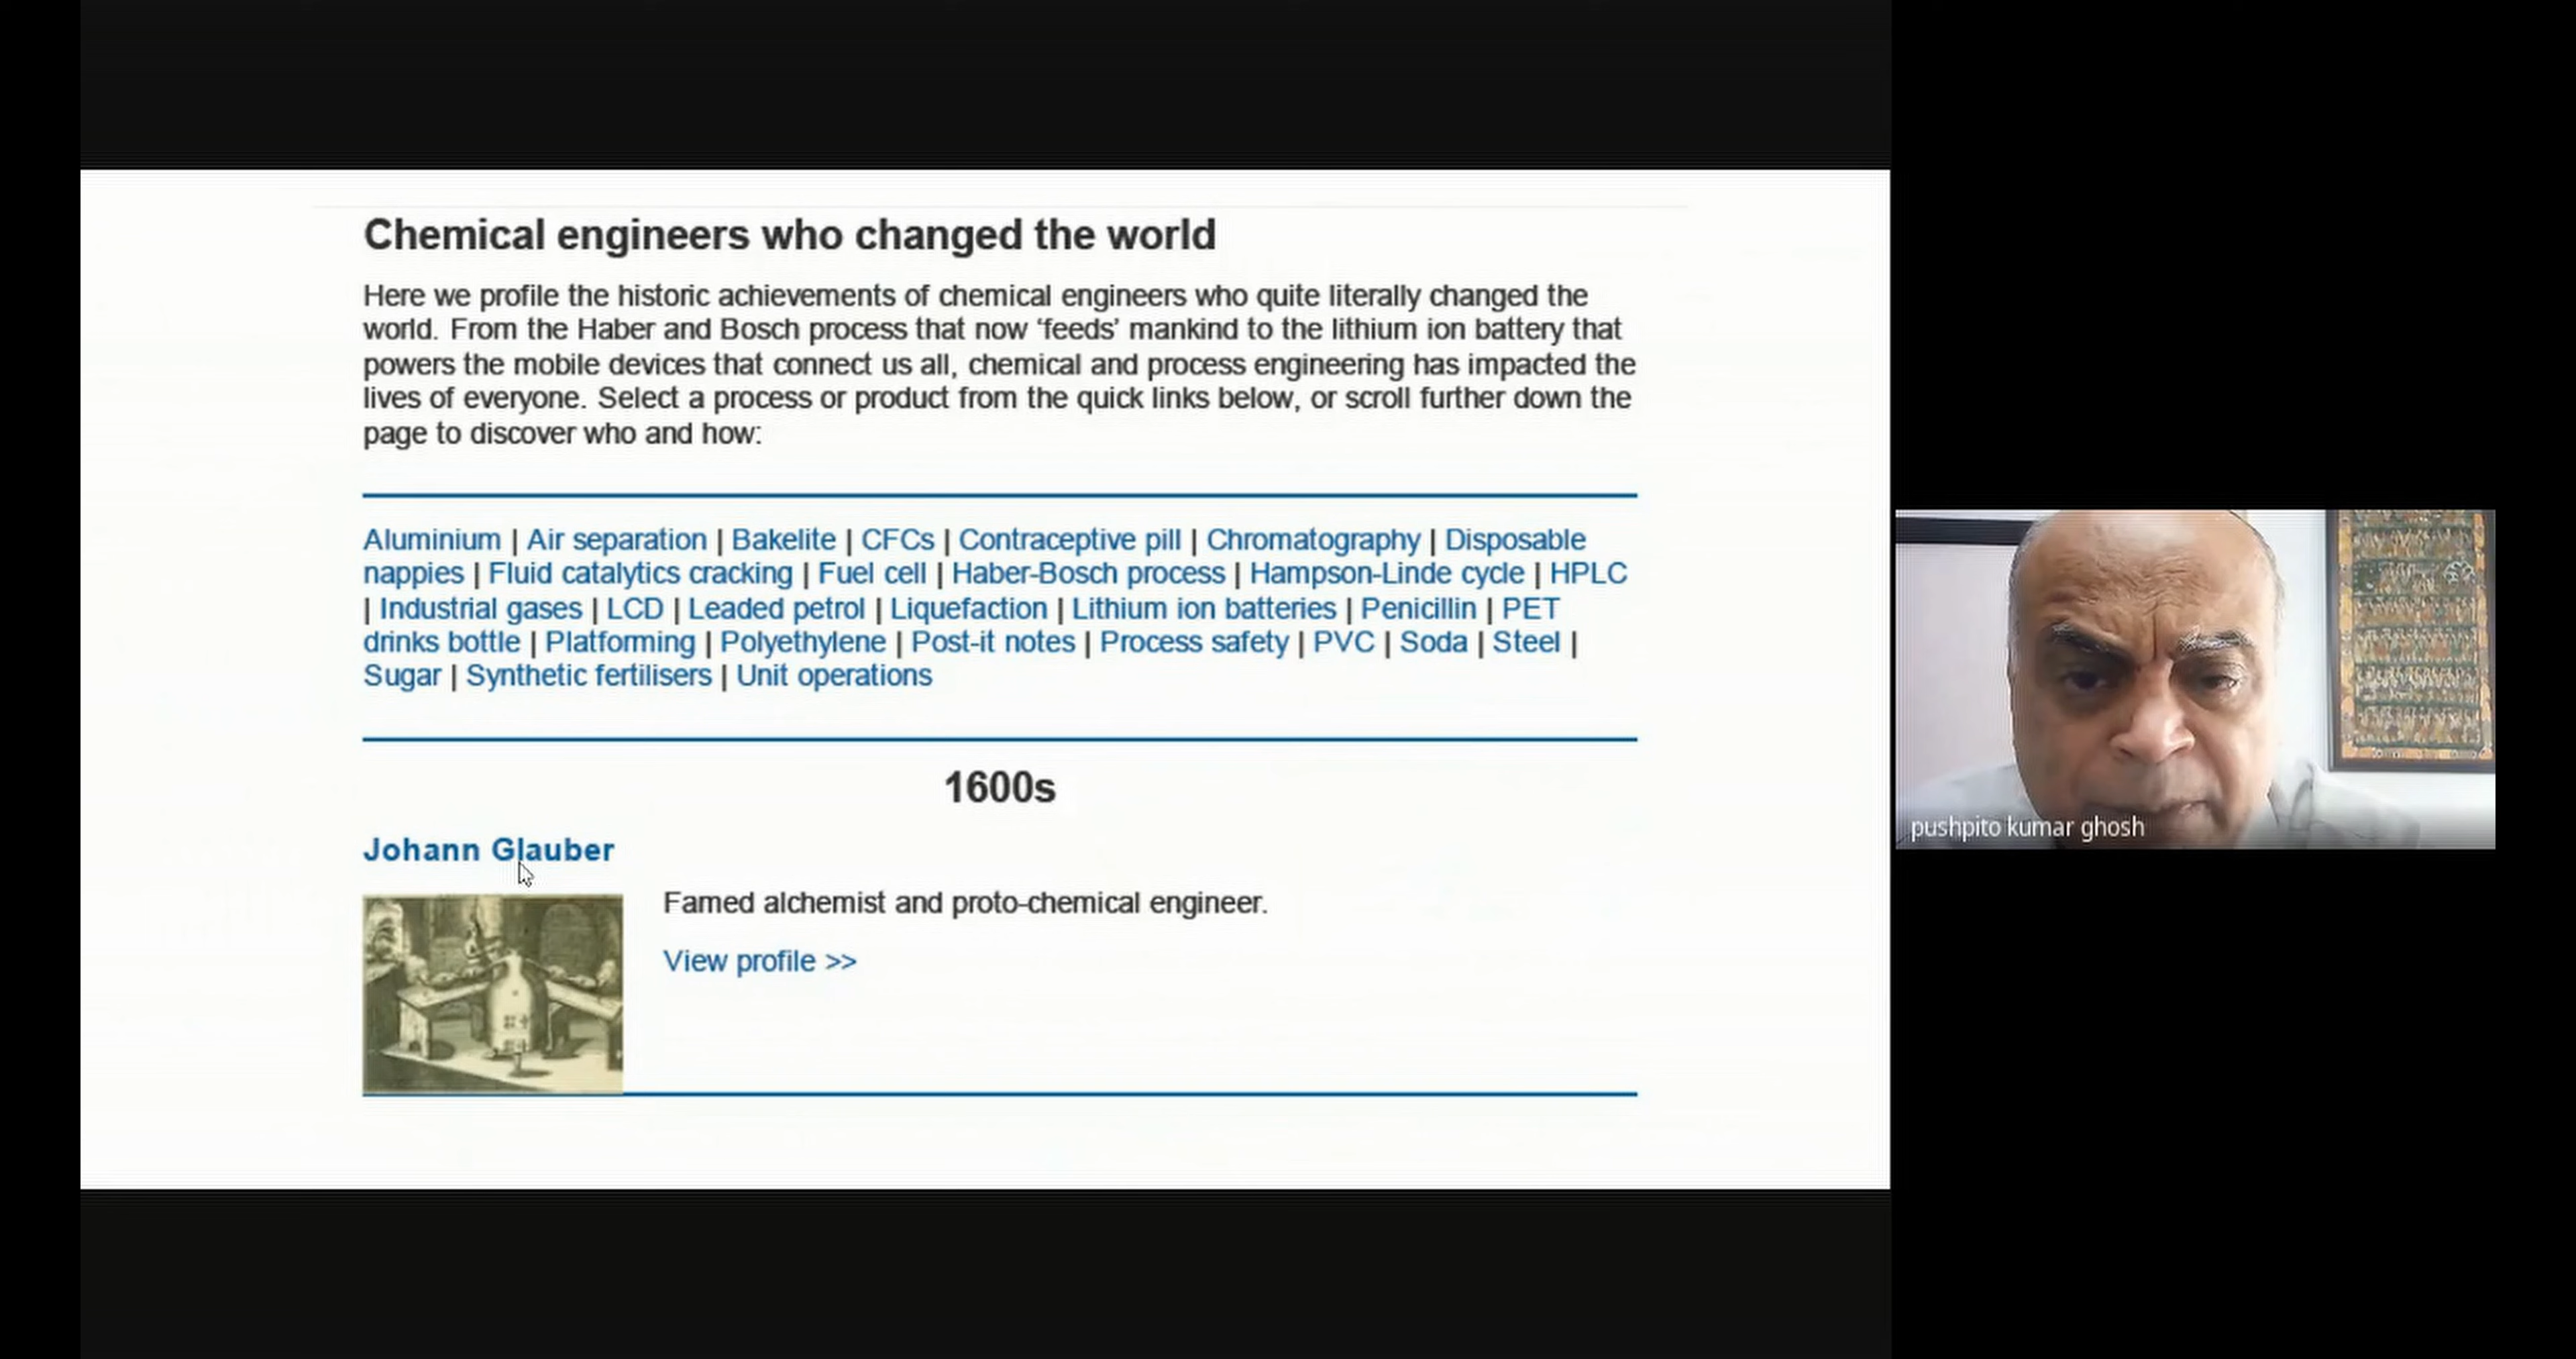 Chemical engineers who changed the world
Here we profile the historic achievements of chemical engineers who quite literally changed the
world. From the Haber and Bosch process that now ‘feeds’ mankind to the lithium ion battery that
powers the mobile devices that connect us all, chemical and process engineering has impacted the
lives of everyone. Select a process or product from the quick links below, or scroll further down the
page to discover who and how:
Aluminium | Air separation | Bakelite | CFCs | Contraceptive pill | Chromatography | Disposable
nappies | Fluid catalytics cracking | Fuel cell | Haber-Bosch process | Hampson-Linde cycle | HPLC
| Industrial gases | LCD | Leaded petrol | Liquefaction | Lithium ion batteries | Penicillin | PET
drinks bottle | Platforming | Polyethylene | Post-it notes | Process safety | PVC | Soda | Steel |
Sugar | Synthetic fertilisers | Unit operations
1600s
Johann Glauber
Famed alchemist and proto-chemical engineer.
View profile >>
pushpito kumar ghosh